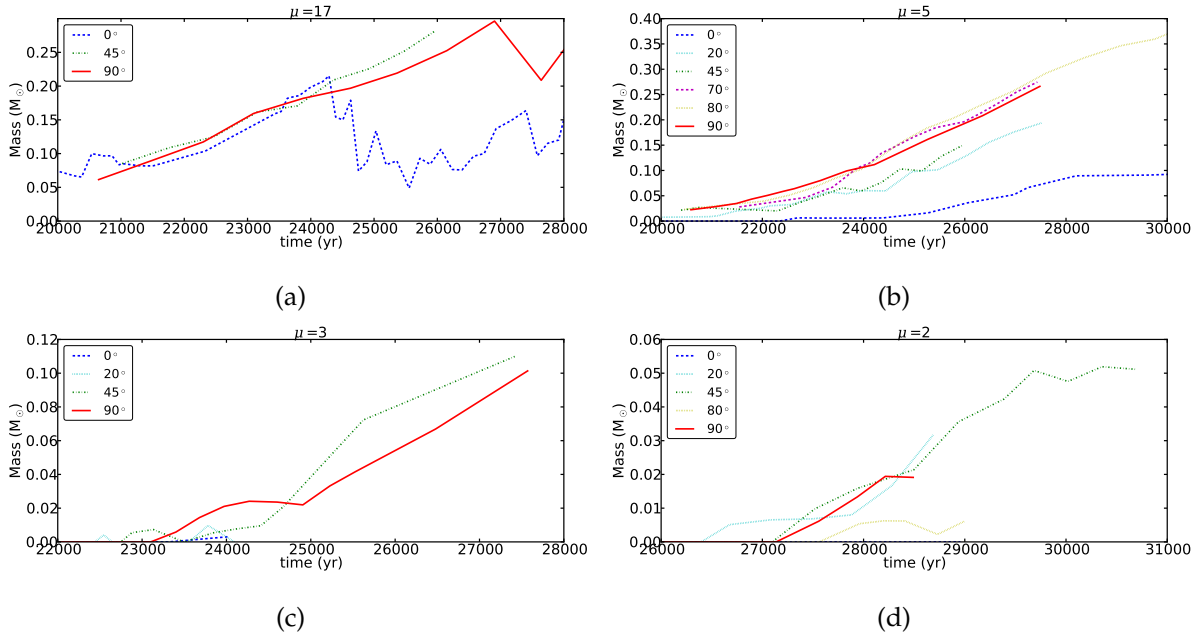 μ=17
0°
45°
90°
Mass (M☉)
0.25
0.20
0.15
0.10
0.05
0.00
20000 21000 22000 23000 24000 25000 26000 27000 28000
time (yr)
(a)
μ=5
0°
20°
45°
70°
80°
90°
Mass (M☉)
0.40
0.35
0.30
0.25
0.20
0.15
0.10
0.05
0.00
20000 22000 24000 26000 28000 30000
time (yr)
(b)
μ=3
0°
20°
45°
90°
Mass (M☉)
0.12
0.10
0.08
0.06
0.04
0.02
0.00
22000 23000 24000 25000 26000 27000 28000
time (yr)
(c)
μ=2
0°
20°
45°
80°
90°
Mass (M☉)
0.06
0.05
0.04
0.03
0.02
0.01
0.00
26000 27000 28000 29000 30000 31000
time (yr)
(d)